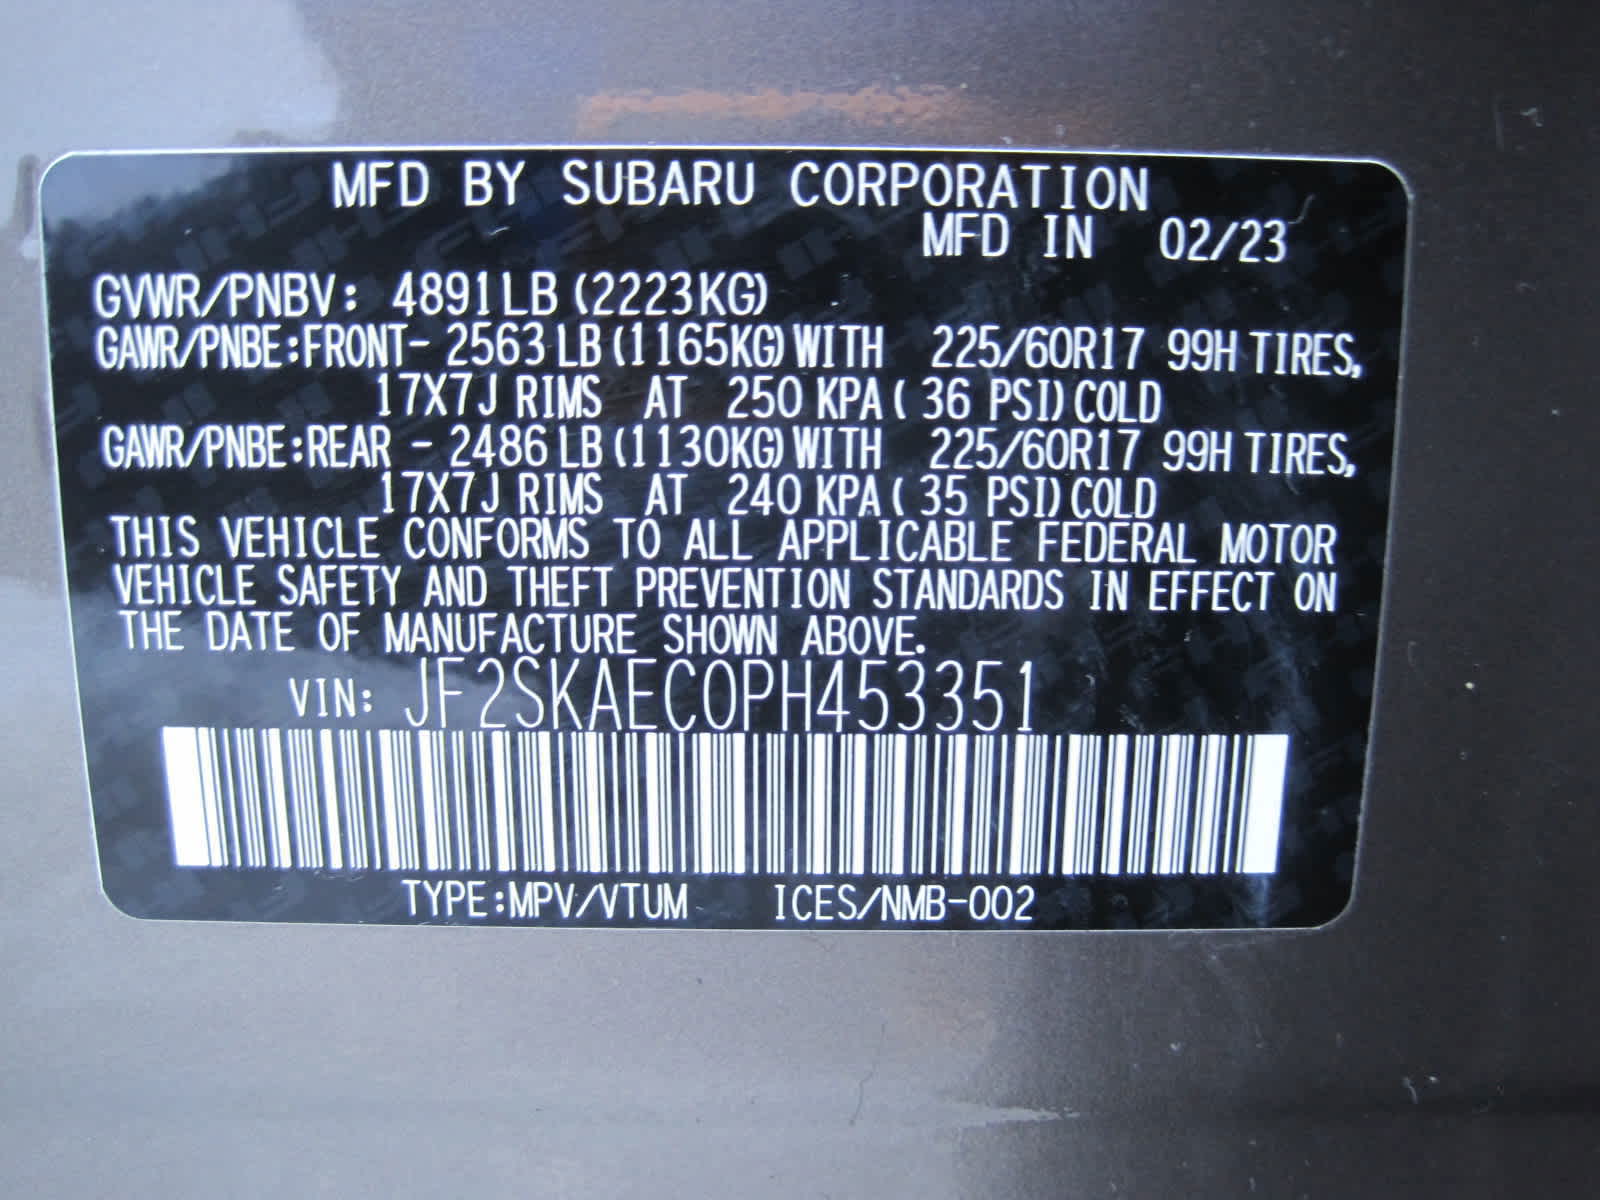 MFD BY SUBARU CORPORATION
MFD IN 02/23
GVWR/PNBV: 4891LB (2223KG)
GAWR/PNBE:FRONT- 2563 LB (1165KG) WITH 225/60R17 99H TIRES,
17X7J RIMS AT 250 KPA ( 36 PSI) COLD
GAWR/PNBE:REAR - 2486 LB (1130KG) WITH 225/60R17 99H TIRES,
17X7J RIMS AT 240 KPA ( 35 PSI) COLD
THIS VEHICLE CONFORMS TO ALL APPLICABLE FEDERAL MOTOR
VEHICLE SAFETY AND THEFT PREVENTION STANDARDS IN EFFECT ON
THE DATE OF MANUFACTURE SHOWN ABOVE.
VIN: JF2SKAEC0PH453351
TYPE:MPV/VTUM ICES/NMB-002